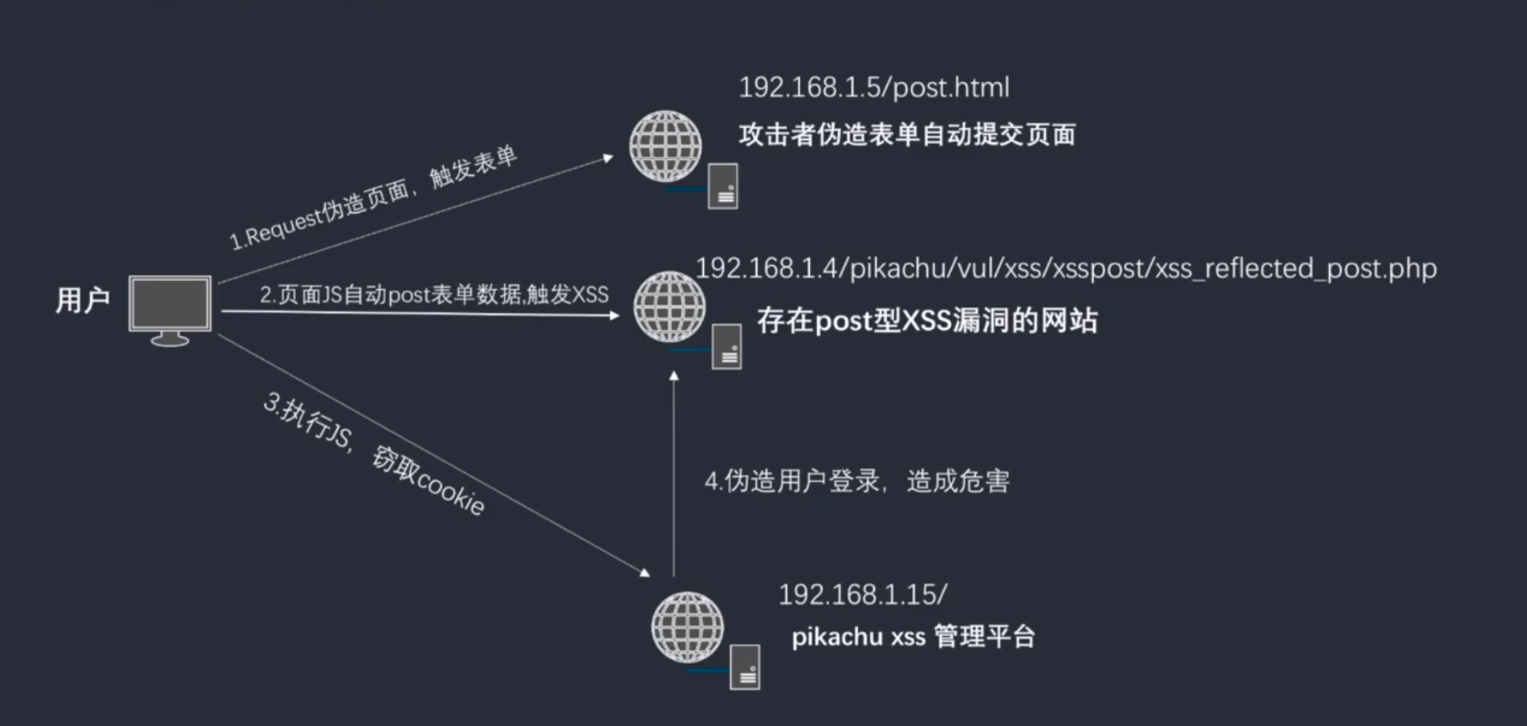 192.168.1.5/post.html
攻击者伪造表单自动提交页面
1.Request伪造页面，触发表单
192.168.1.4/pikachu/vul/xss/xsspost/xss_reflected_post.php
用户
2.页面JS自动post表单数据,触发XSS
存在post型XSS漏洞的网站
3.执行JS，窃取cookie
4.伪造用户登录，造成危害
192.168.1.15/
pikachu xss 管理平台